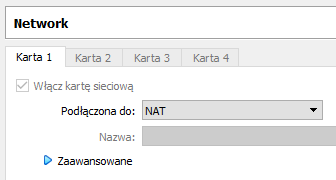 Network
Karta 1 Karta 2 Karta 3 Karta 4
Włącz kartę sieciową
Podłączona do: NAT
Nazwa:
Zaawansowane